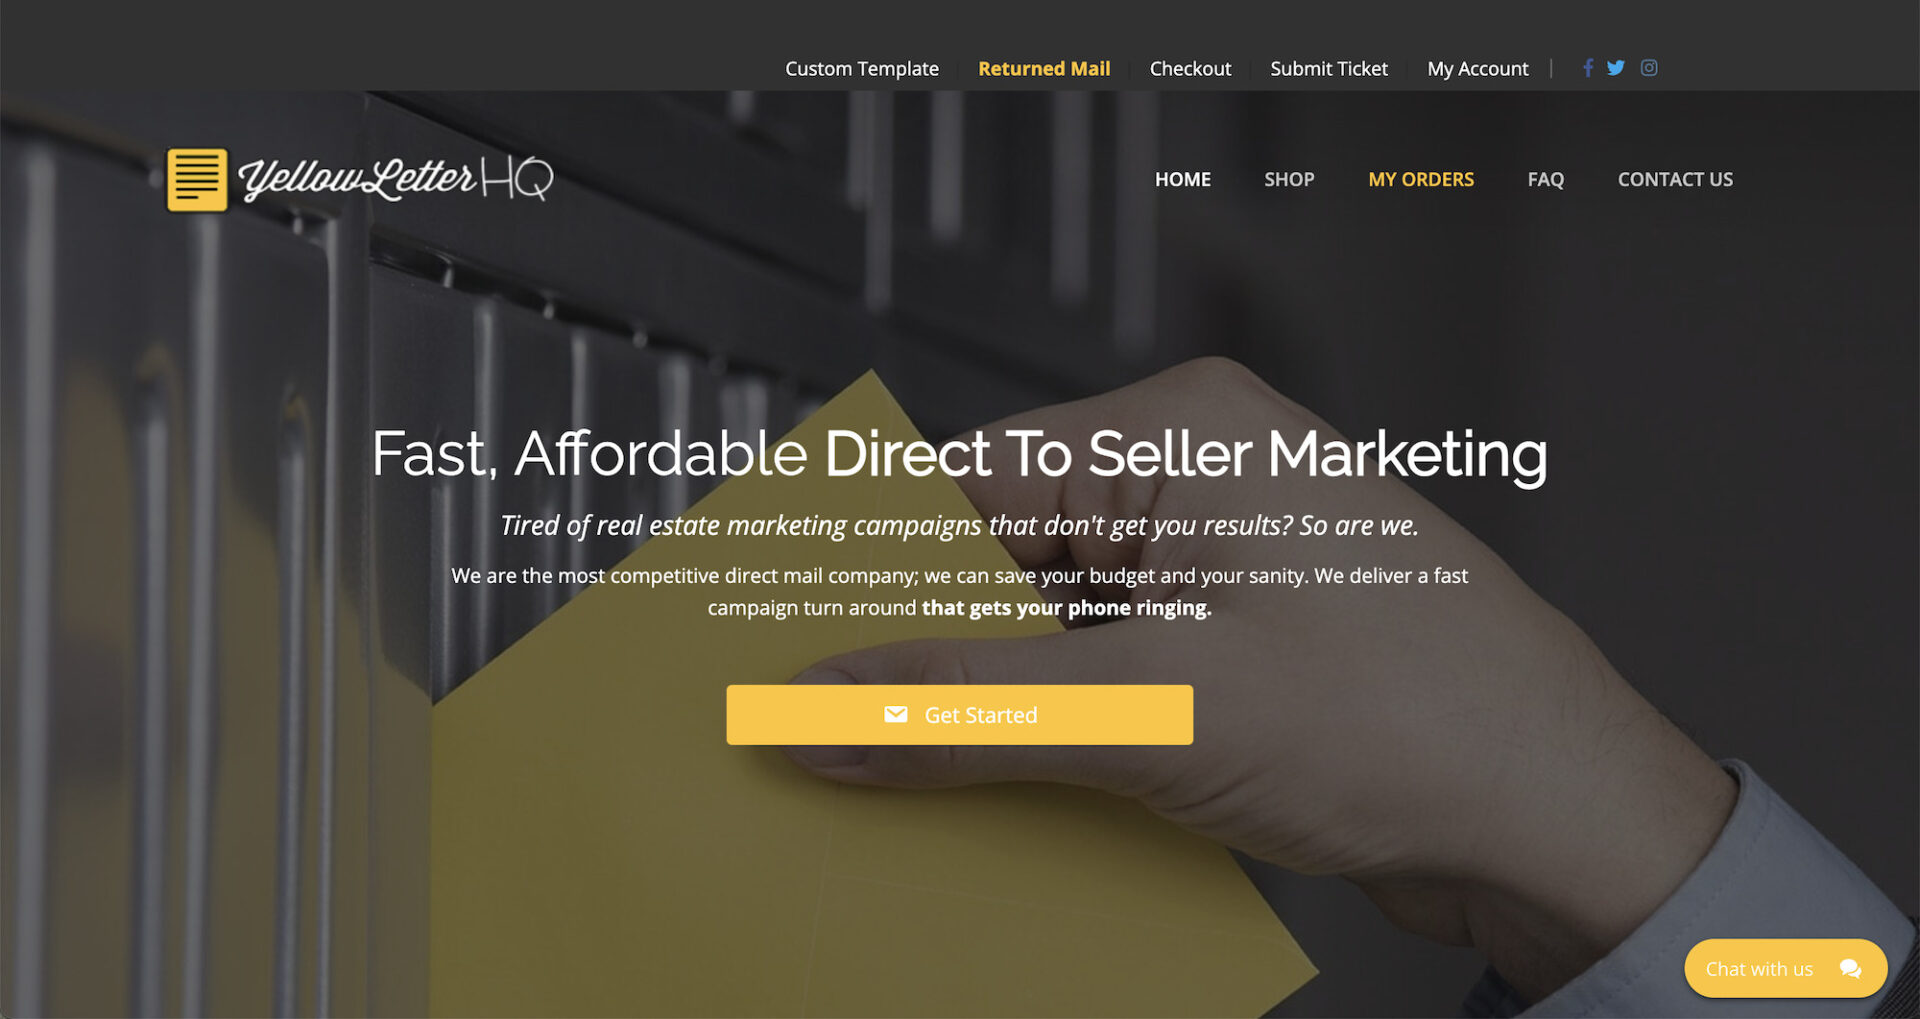 Custom Template
Returned Mail
Checkout
Submit Ticket
My Account
YellowLetterHQ
HOME
SHOP
MY ORDERS
FAQ
CONTACT US
Fast, Affordable Direct To Seller Marketing
Tired of real estate marketing campaigns that don't get you results? So are we.
We are the most competitive direct mail company; we can save your budget and your sanity. We deliver a fast
campaign turn around that gets your phone ringing.
Get Started
Chat with us